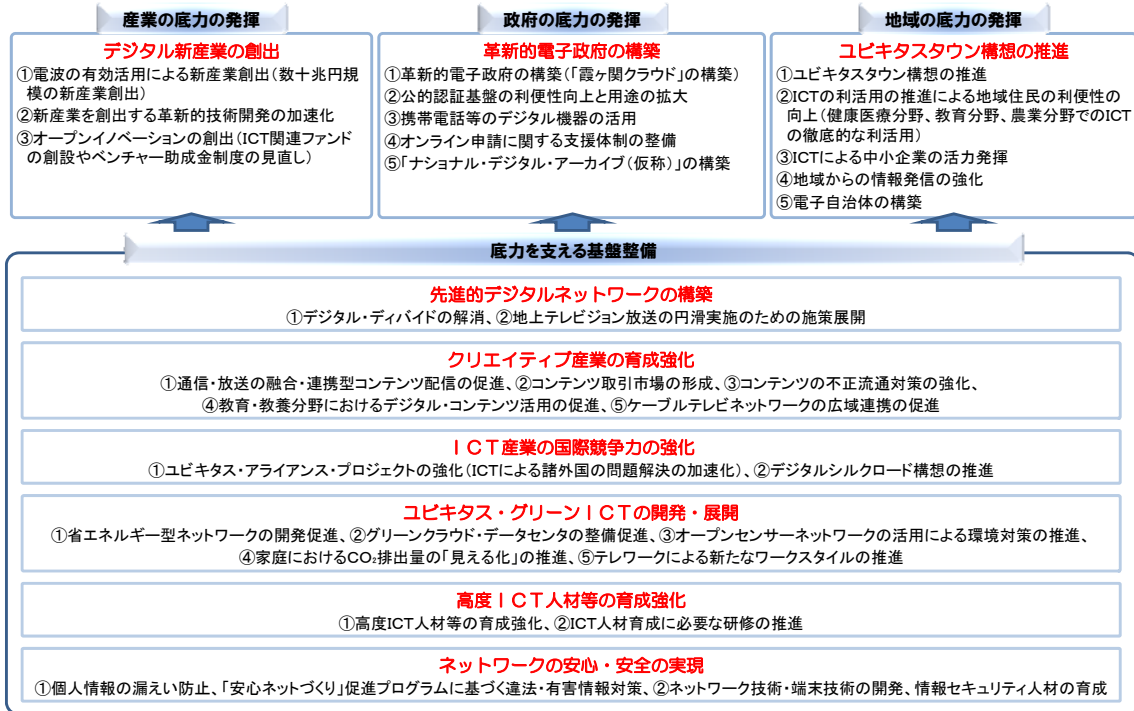 産業の底力の発揮
デジタル新産業の創出
①電波の有効活用による新産業創出(数十兆円規
模の新産業創出)
②新産業を創出する革新的技術開発の加速化
③オープンイノベーションの創出(ICT関連ファンド
の創設やベンチャー助成金制度の見直し)
政府の底力の発揮
革新的電子政府の構築
①革新的電子政府の構築(「霞ヶ関クラウド」の構築)
②公的認証基盤の利便性向上と用途の拡大
③携帯電話等のデジタル機器の活用
④オンライン申請に関する支援体制の整備
⑤「ナショナル・デジタル・アーカイブ(仮称)」の構築
地域の底力の発揮
ユビキタスタウン構想の推進
①ユビキタスタウン構想の推進
②ICTの利活用の推進による地域住民の利便性の
向上(健康医療分野、教育分野、農業分野でのICT
の徹底的な利活用)
③ICTによる中小企業の活力発揮
④地域からの情報発信の強化
⑤電子自治体の構築
底力を支える基盤整備
先進的デジタルネットワークの構築
①デジタル・ディバイドの解消、②地上テレビジョン放送の円滑実施のための施策展開
クリエイティブ産業の育成強化
①通信・放送の融合・連携型コンテンツ配信の促進、②コンテンツ取引市場の形成、③コンテンツの不正流通対策の強化、
④教育・教養分野におけるデジタル・コンテンツ活用の促進、⑤ケーブルテレビネットワークの広域連携の促進
ICT産業の国際競争力の強化
①ユビキタス・アライアンス・プロジェクトの強化(ICTによる諸外国の問題解決の加速化)、②デジタルシルクロード構想の推進
ユビキタス・グリーンICTの開発・展開
①省エネルギー型ネットワークの開発促進、②グリーンクラウド・データセンタの整備促進、③オープンセンサーネットワークの活用による環境対策の推進、
④家庭におけるCO₂排出量の「見える化」の推進、⑤テレワークによる新たなワークスタイルの推進
高度ICT人材等の育成強化
①高度ICT人材等の育成強化、②ICT人材育成に必要な研修の推進
ネットワークの安心・安全の実現
①個人情報の漏えい防止、「安心ネットづくり」促進プログラムに基づく違法・有害情報対策、②ネットワーク技術・端末技術の開発、情報セキュリティ人材の育成